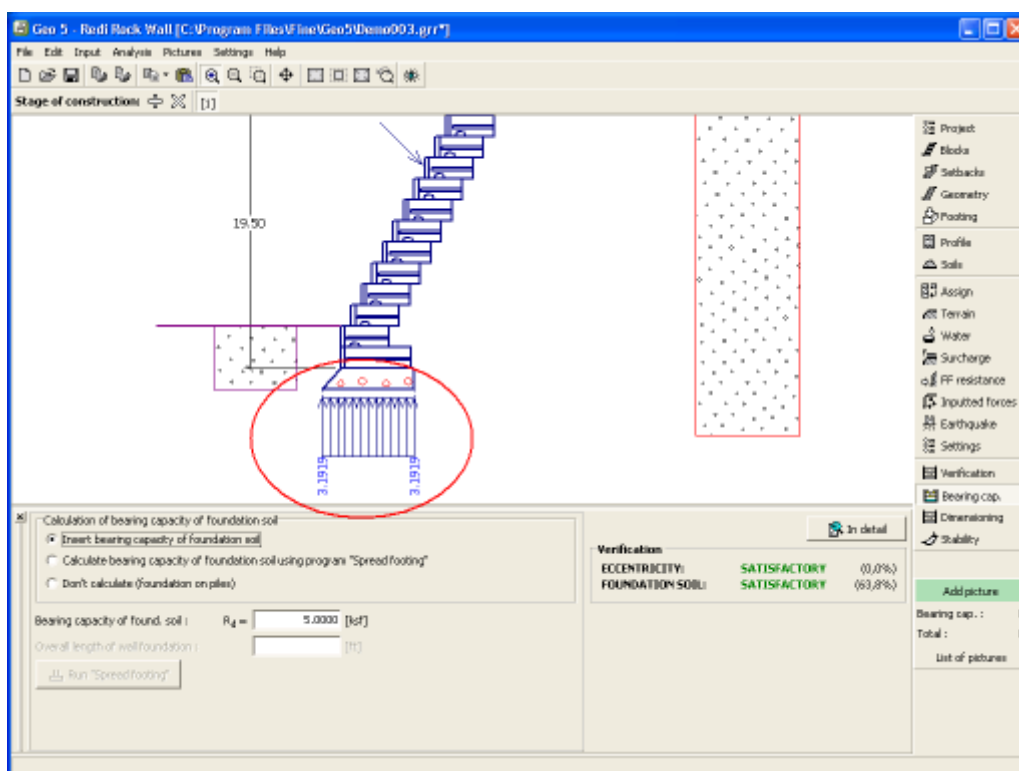 Geo 5 - Redi Rock Wall [C:\Program Files\Fine\Geo5\Demo003.grr*]
File Edit Input Analysis Pictures Settings Help
Stage of construction: [1]
19.50
3.1919 3.1919
Project
Blocks
Setbacks
Geometry
Footing
Profile
Soils
Assign
Terrain
Water
Surcharge
FF resistance
Inputted forces
Earthquake
Settings
Verification
Bearing cap.
Dimensioning
Stability
Add picture
Bearing cap. :
Total :
List of pictures
Calculation of bearing capacity of foundation soil
Insert bearing capacity of foundation soil
Calculate bearing capacity of foundation soil using program "Spread footing"
Don't calculate (foundation on piles)
Bearing capacity of found. soil : Rd = 5.0000 [ksf]
Overall length of wall foundation : [ft]
Run "Spread footing"
In detail
Verification
ECCENTRICITY: SATISFACTORY (0,0%)
FOUNDATION SOIL: SATISFACTORY (63,8%)